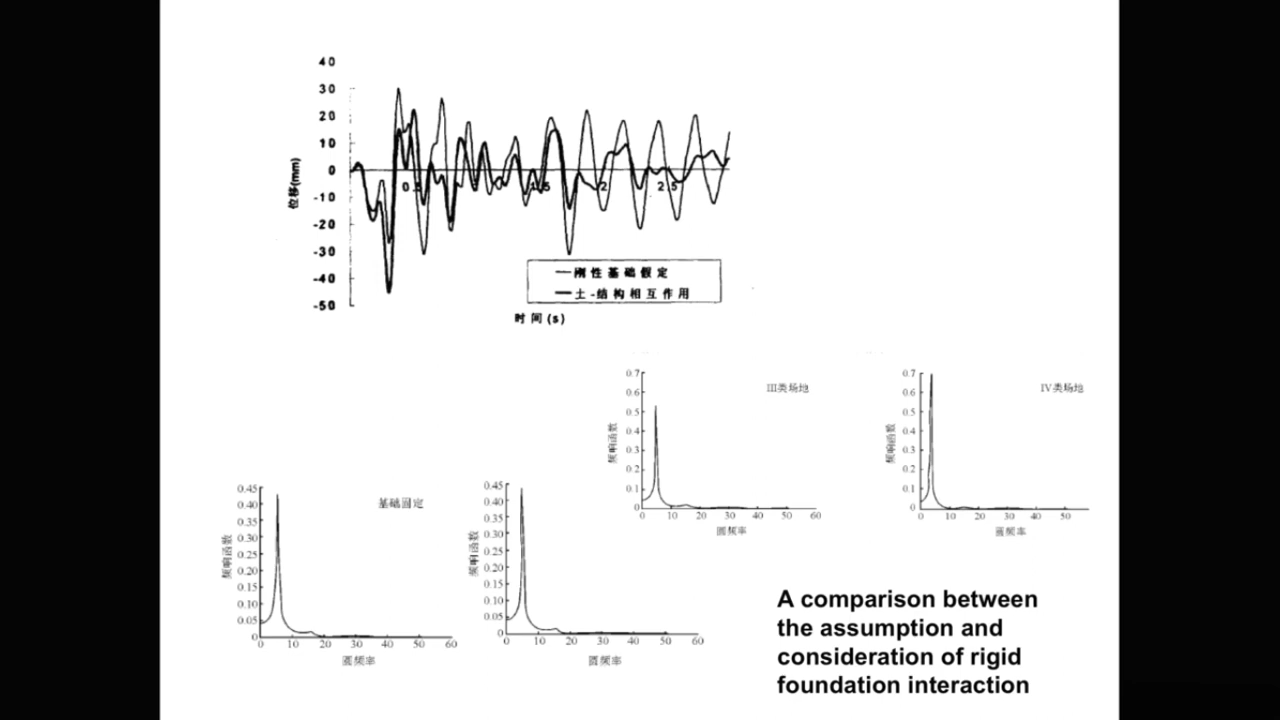 40
30
20
10
0
-10
-20
-30
-40
-50
位移(mm)
0.5
1.5
2
2.5
刚性基础假定
土-结构相互作用
时间(s)
0.7
0.6
0.5
0.4
0.3
0.2
0.1
0
频响函数
III类场地
0 10 20 30 40 50 60
圆频率
0.7
0.6
0.5
0.4
0.3
0.2
0.1
0
频响函数
IV类场地
0 10 20 30 40 50
圆频率
0.45
0.40
0.35
0.30
0.25
0.20
0.15
0.10
0.05
0
频响函数
基础固定
0 10 20 30 40 50 60
圆频率
0.45
0.40
0.35
0.30
0.25
0.20
0.15
0.10
0.05
0
频响函数
0 10 20 30 40 50 60
圆频率
A comparison between
the assumption and
consideration of rigid
foundation interaction